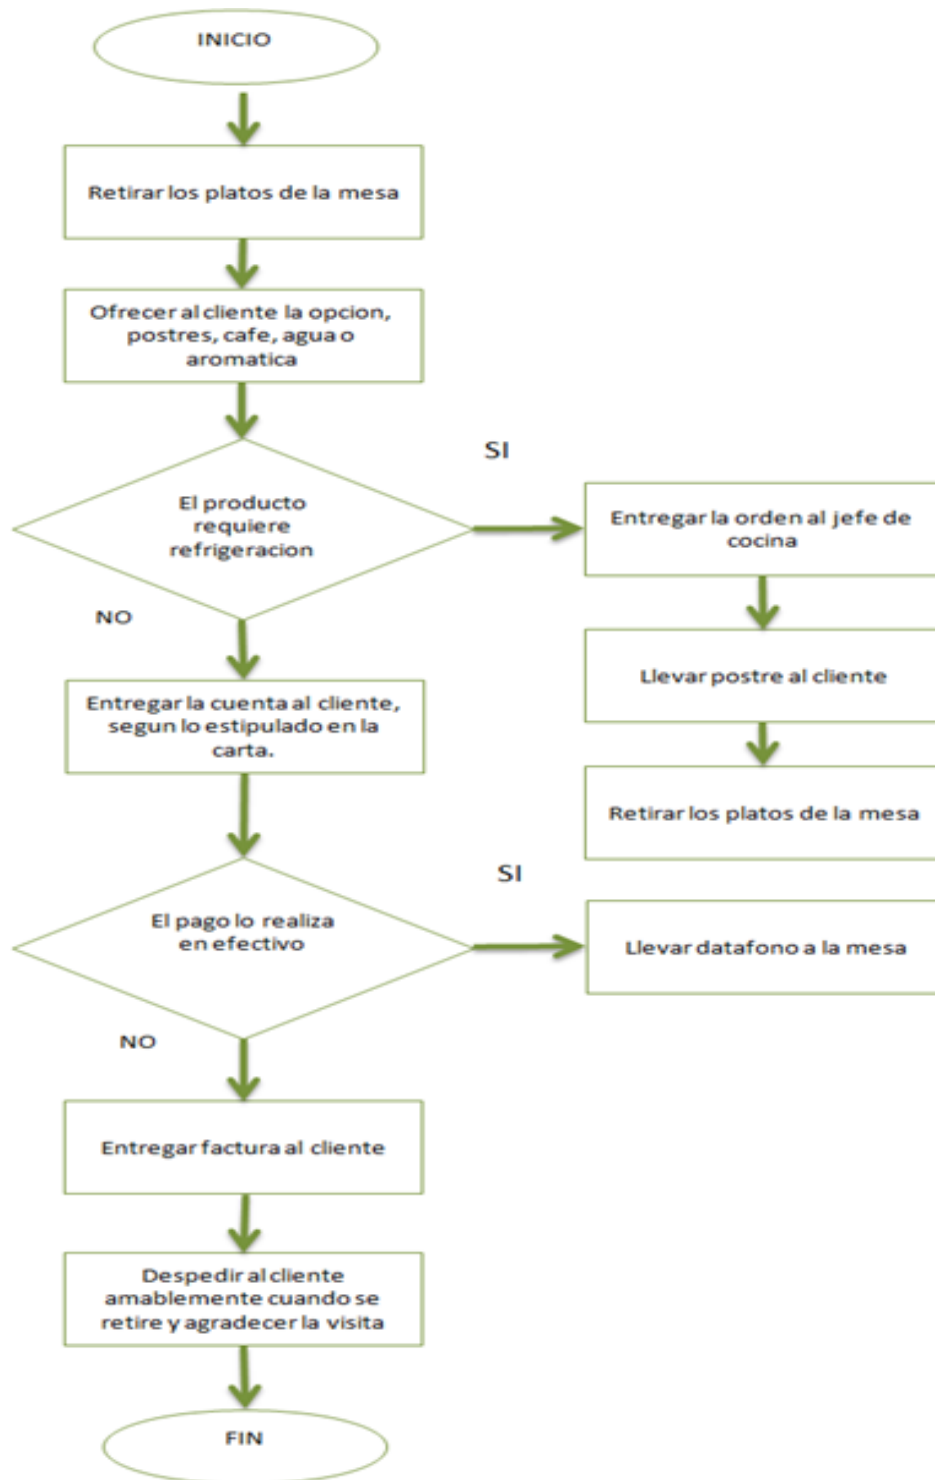 INICIO
Retirar los platos de la mesa
Ofrecer al cliente la opcion,
postres, cafe, agua o
aromatica
El producto
requiere
refrigeracion
SI
Entregar la orden al jefe de
cocina
Llevar postre al cliente
Retirar los platos de la mesa
NO
Entregar la cuenta al cliente,
segun lo estipulado en la
carta.
El pago lo realiza
en efectivo
SI
Llevar datafono a la mesa
NO
Entregar factura al cliente
Despedir al cliente
amablemente cuando se
retire y agradecer la visita
FIN